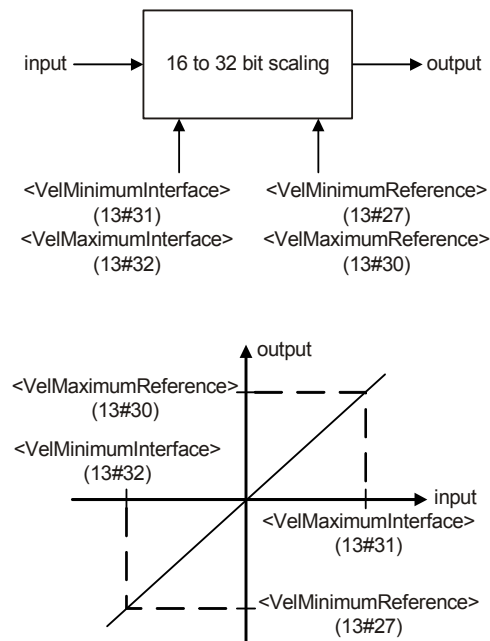 input
16 to 32 bit scaling
output
<VelMinimumInterface>
(13#31)
<VelMaximumInterface>
(13#32)
<VelMinimumReference>
(13#27)
<VelMaximumReference>
(13#30)
output
<VelMaximumReference>
(13#30)
<VelMinimumInterface>
(13#32)
input
<VelMaximumInterface>
(13#31)
<VelMinimumReference>
(13#27)